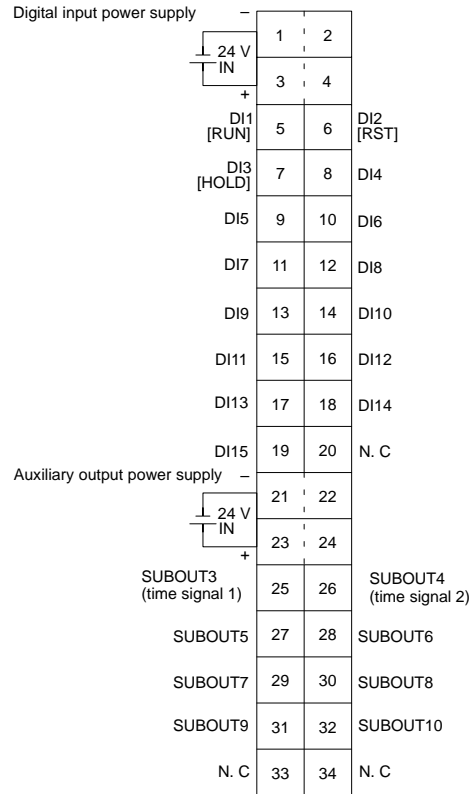 Digital input power supply –
1 2
24 V
IN
3 4
+
DI1
[RUN] 5 6 DI2
[RST]
DI3
[HOLD] 7 8 DI4
DI5 9 10 DI6
DI7 11 12 DI8
DI9 13 14 DI10
DI11 15 16 DI12
DI13 17 18 DI14
DI15 19 20 N. C
Auxiliary output power supply –
21 22
24 V
IN
23 24
+
SUBOUT3
(time signal 1) 25 26 SUBOUT4
(time signal 2)
SUBOUT5 27 28 SUBOUT6
SUBOUT7 29 30 SUBOUT8
SUBOUT9 31 32 SUBOUT10
N. C 33 34 N. C